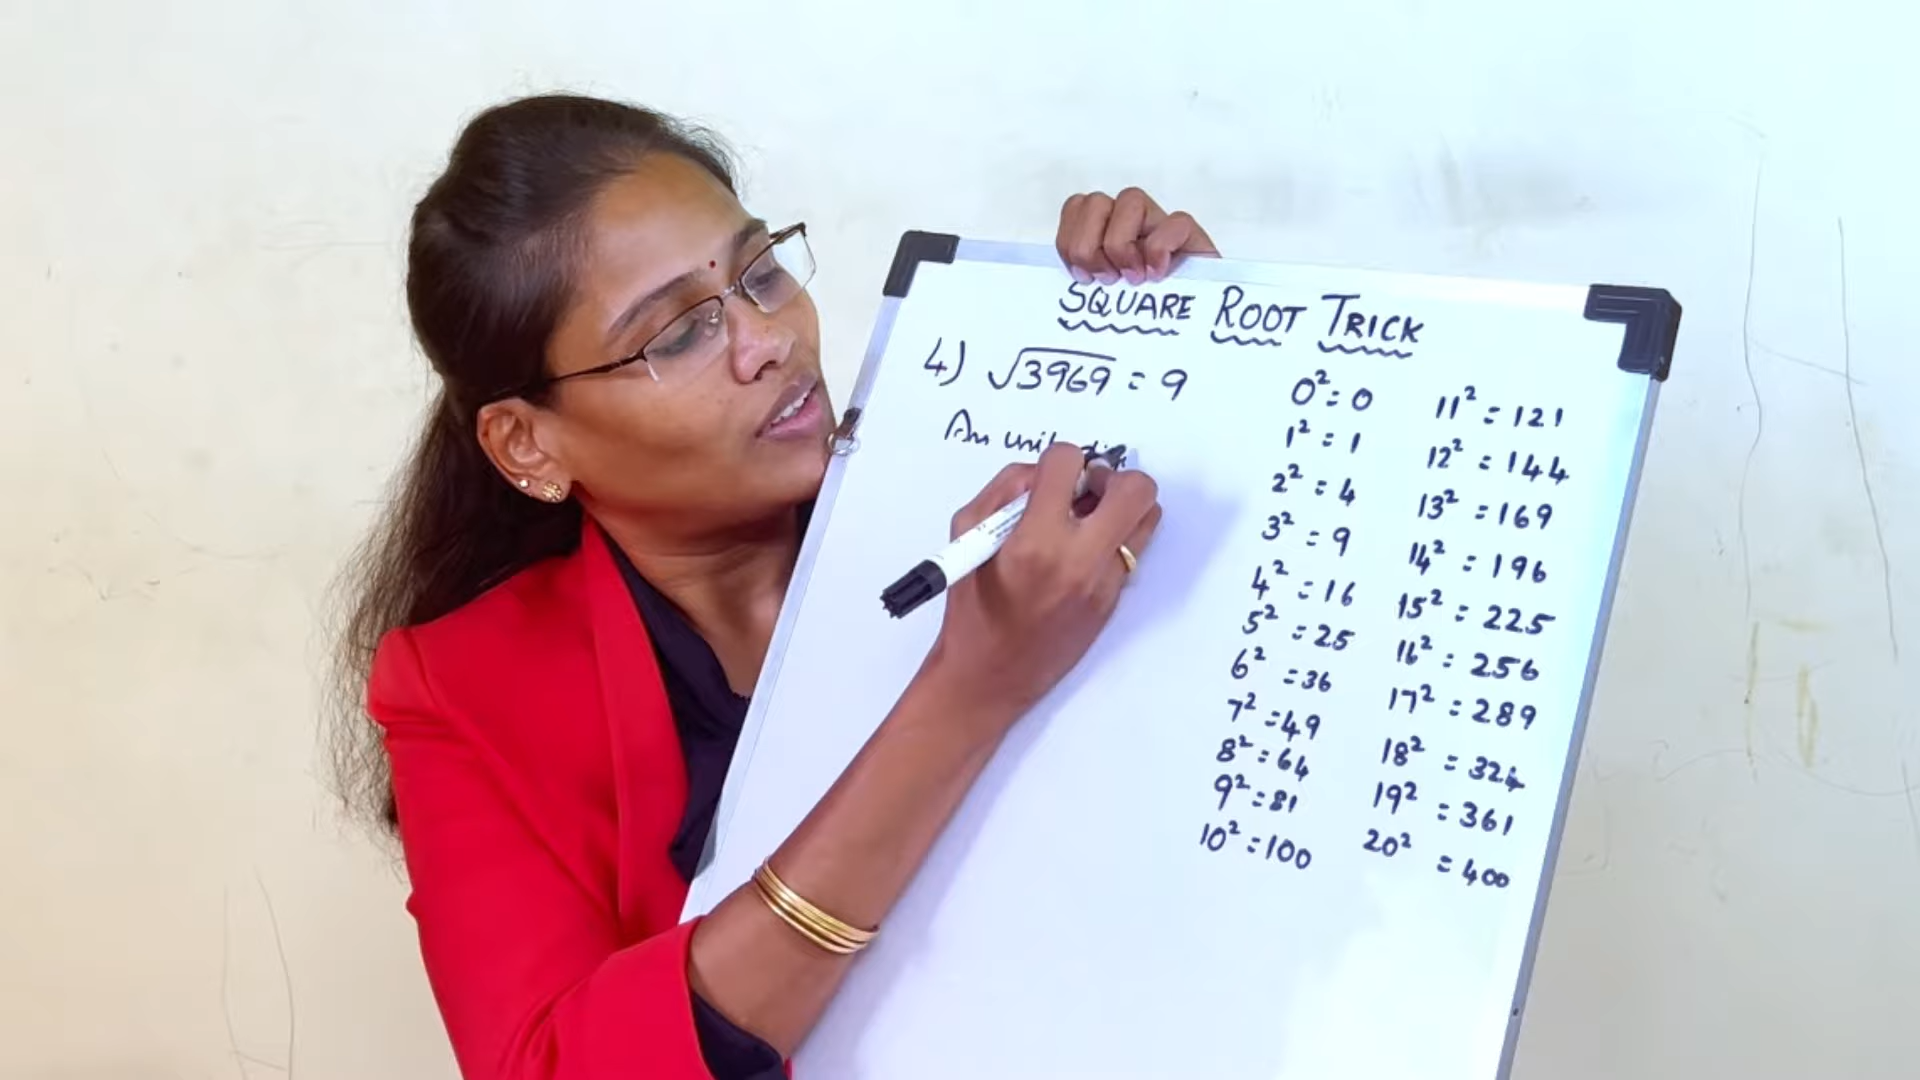 SQUARE ROOT TRICK
4) √3969 = 9
An unit
0² = 0
1² = 1
2² = 4
3² = 9
4² = 16
5² = 25
6² = 36
7² = 49
8² = 64
9² = 81
10² = 100
11² = 121
12² = 144
13² = 169
14² = 196
15² = 225
16² = 256
17² = 289
18² = 324
19² = 361
20² = 400